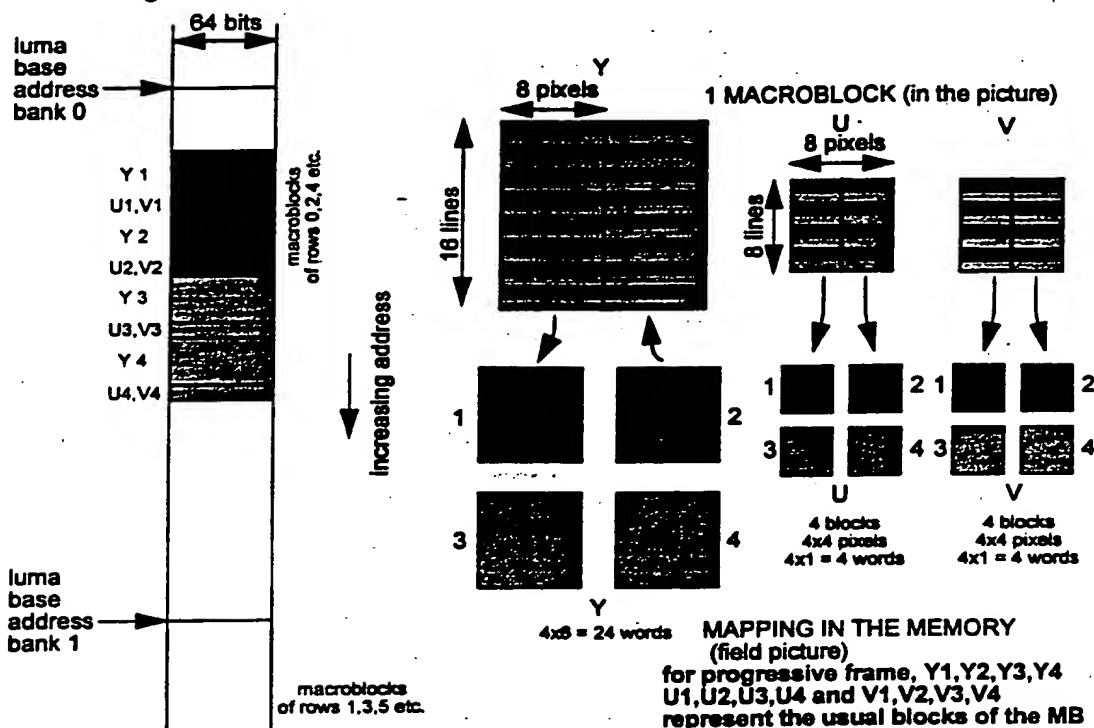 64 bits
luma
base
address
bank 0
Y 1
U1,V1
Y 2
U2,V2
Y 3
U3,V3
Y 4
U4,V4
macroblocks
of rows 0,2,4 etc.
increasing address
luma
base
address
bank 1
macroblocks
of rows 1,3,5 etc.
Y
8 pixels
16 lines
1 MACROBLOCK (in the picture)
U
V
8 pixels
8 lines
1
2
3
4
Y
4x6 = 24 words
1
2
3
4
U
4 blocks
4x4 pixels
4x1 = 4 words
1
2
3
4
V
4 blocks
4x4 pixels
4x1 = 4 words
MAPPING IN THE MEMORY
(field picture)
for progressive frame, Y1,Y2,Y3,Y4
U1,U2,U3,U4 and V1,V2,V3,V4
represent the usual blocks of the MB